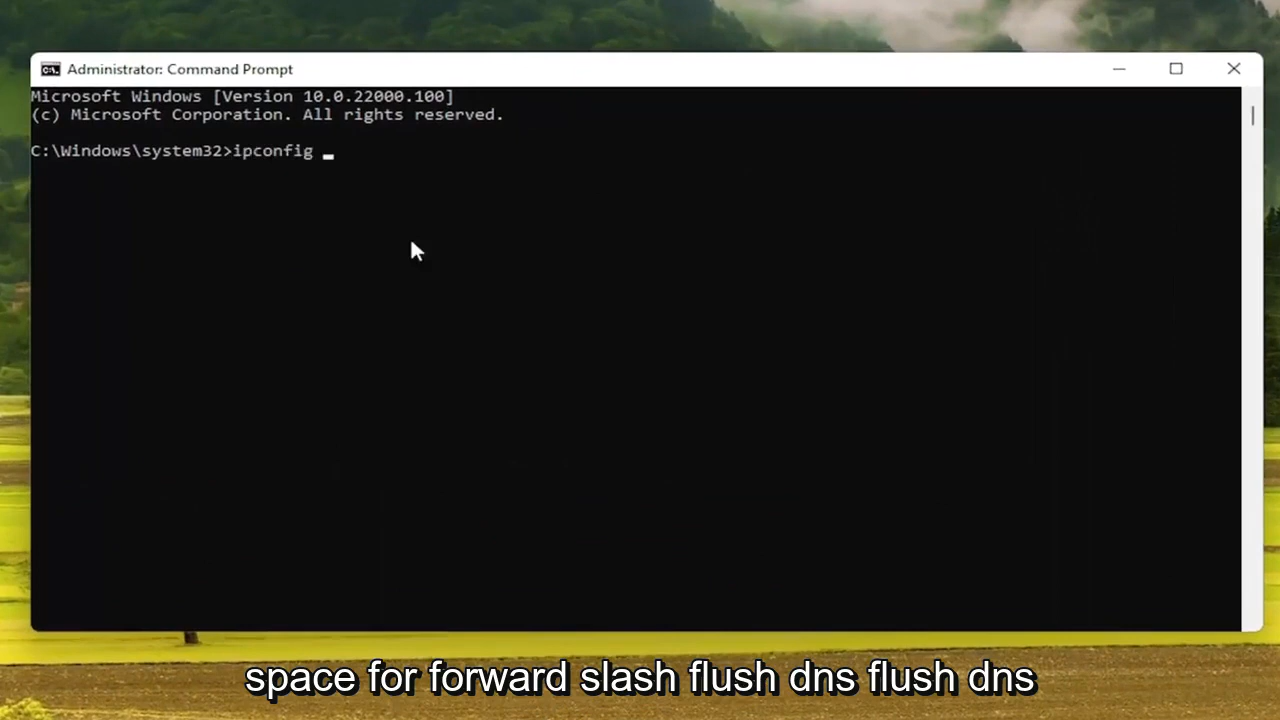 Administrator: Command Prompt
Microsoft Windows [Version 10.0.22000.100]
(c) Microsoft Corporation. All rights reserved.
C:\Windows\system32>ipconfig
space for forward slash flush dns flush dns